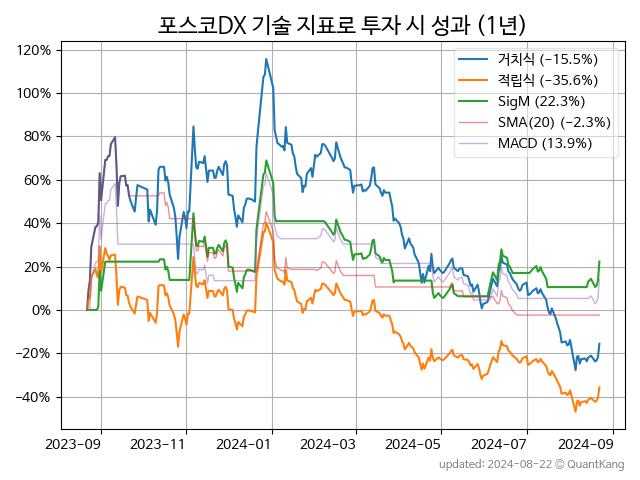 포스코DX 기술 지표로 투자 시 성과 (1년)
120%
100%
80%
60%
40%
20%
0%
−20%
−40%
거치식 (−15.5%)
적립식 (−35.6%)
SigM (22.3%)
SMA(20) (−2.3%)
MACD (13.9%)
2023-09
2023-11
2024-01
2024-03
2024-05
2024-07
2024-09
updated: 2024-08-22 © QuantKang